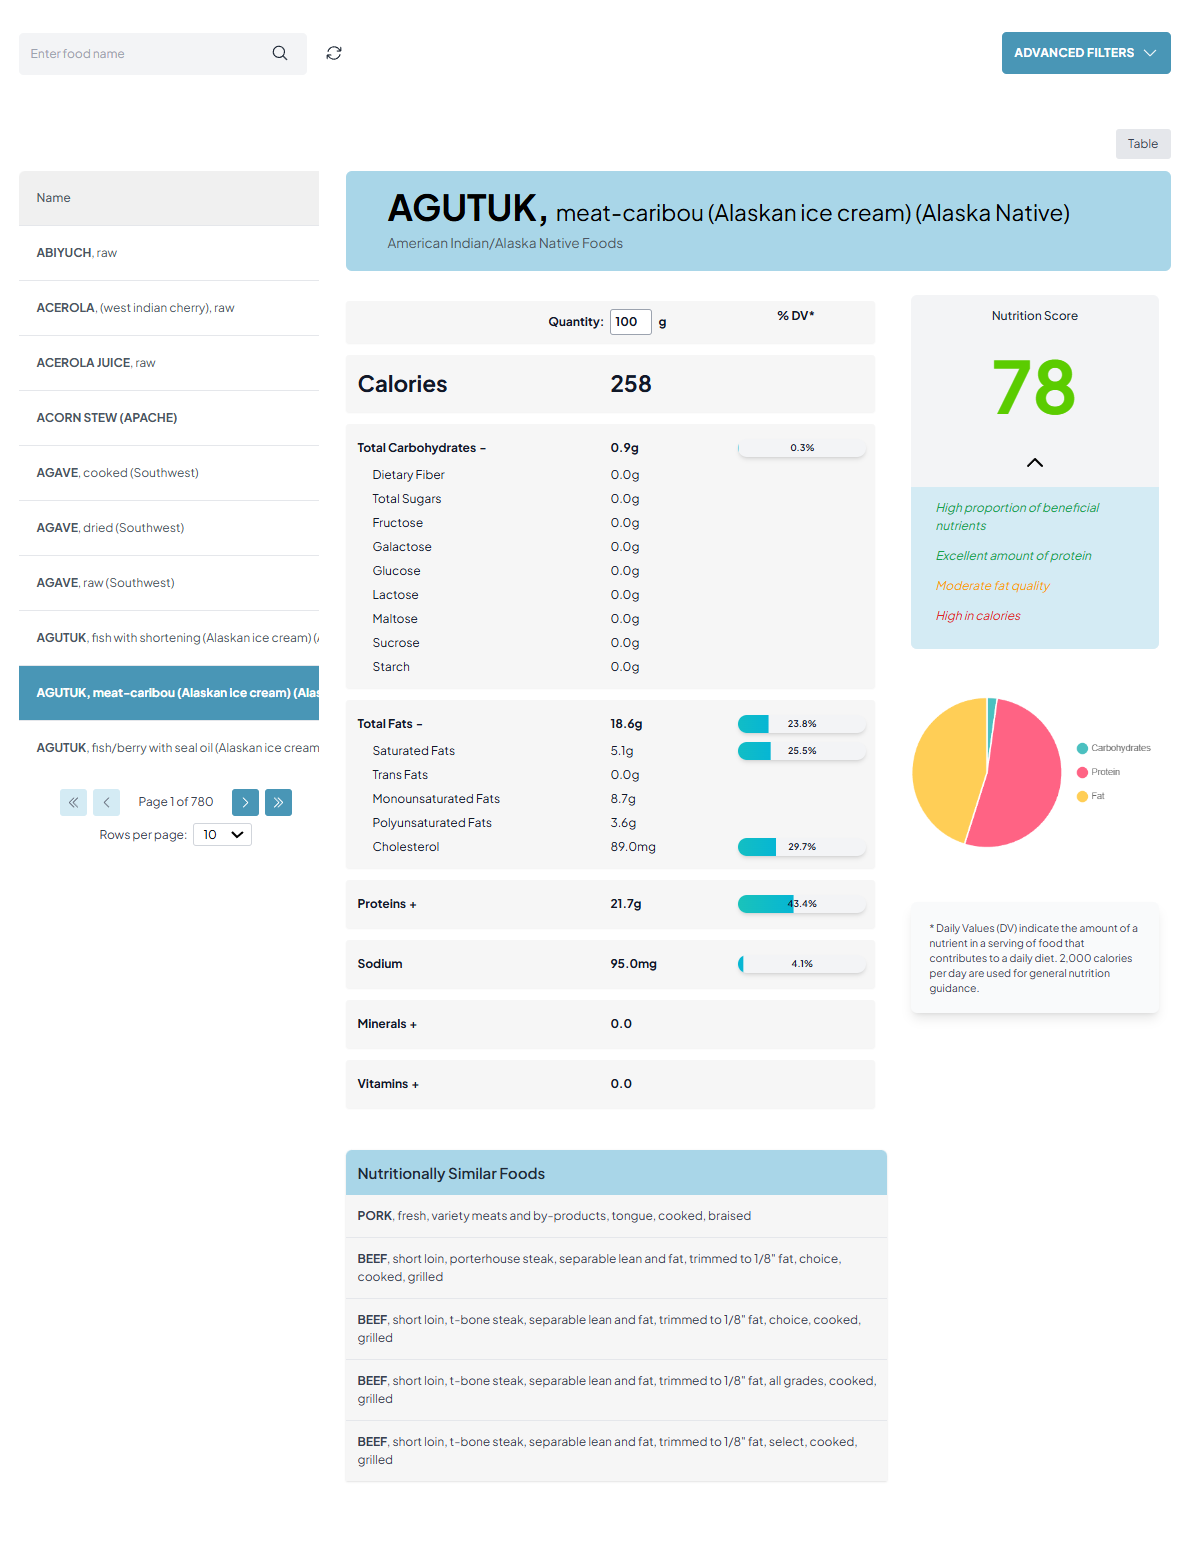 Enter food name
ADVANCED FILTERS
Table
Name
ABIYUCH, raw
ACEROLA, (west indian cherry), raw
ACEROLA JUICE, raw
ACORN STEW (APACHE)
AGAVE, cooked (Southwest)
AGAVE, dried (Southwest)
AGAVE, raw (Southwest)
AGUTUK, fish with shortening (Alaskan ice cream) (A
AGUTUK, meat-caribou (Alaskan ice cream) (Alas
AGUTUK, fish/berry with seal oil (Alaskan ice cream
Page 1 of 780
Rows per page: 10
AGUTUK, meat-caribou (Alaskan ice cream) (Alaska Native)
American Indian/Alaska Native Foods
Quantity: 100 g % DV*
Calories 258
Total Carbohydrates - 0.9g 0.3%
Dietary Fiber 0.0g
Total Sugars 0.0g
Fructose 0.0g
Galactose 0.0g
Glucose 0.0g
Lactose 0.0g
Maltose 0.0g
Sucrose 0.0g
Starch 0.0g
Total Fats - 18.6g 23.8%
Saturated Fats 5.1g 25.5%
Trans Fats 0.0g
Monounsaturated Fats 8.7g
Polyunsaturated Fats 3.6g
Cholesterol 89.0mg 29.7%
Proteins + 21.7g 43.4%
Sodium 95.0mg 4.1%
Minerals + 0.0
Vitamins + 0.0
Nutrition Score
78
High proportion of beneficial
nutrients
Excellent amount of protein
Moderate fat quality
High in calories
Carbohydrates
Protein
Fat
* Daily Values (DV) indicate the amount of a
nutrient in a serving of food that
contributes to a daily diet. 2,000 calories
per day are used for general nutrition
guidance.
Nutritionally Similar Foods
PORK, fresh, variety meats and by-products, tongue, cooked, braised
BEEF, short loin, porterhouse steak, separable lean and fat, trimmed to 1/8" fat, choice,
cooked, grilled
BEEF, short loin, t-bone steak, separable lean and fat, trimmed to 1/8" fat, choice, cooked,
grilled
BEEF, short loin, t-bone steak, separable lean and fat, trimmed to 1/8" fat, all grades, cooked,
grilled
BEEF, short loin, t-bone steak, separable lean and fat, trimmed to 1/8" fat, select, cooked,
grilled